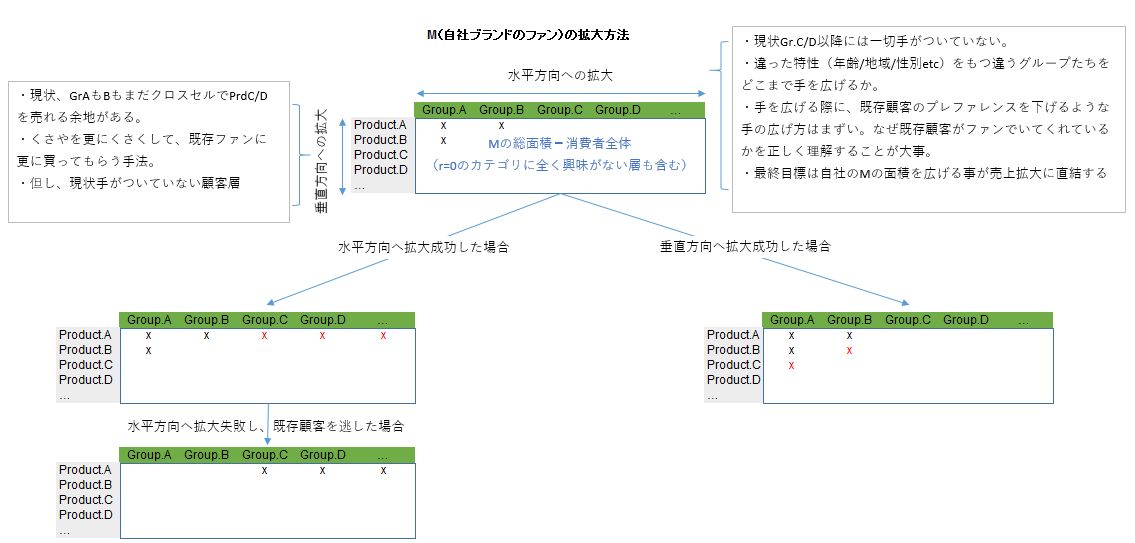 M(自社ブランドのファン)の拡大方法
水平方向への拡大
・現状Gr.C/D以降には一切手がついていない。
・違った特性（年齢/地域/性別etc）をもつ違うグループたちを
どこまで手を広げるか。
・手を広げる際に、既存顧客のプレファレンスを下げるような
手の広げ方はまずい。なぜ既存顧客がファンでいてくれている
かを正しく理解することが大事。
・最終目標は自社のMの面積を広げる事が売上拡大に直結する
・現状、GrAもBもまだクロスセルでPrdC/D
を売れる余地がある。
・くさやを更にくさくして、既存ファンに
更に買ってもらう手法。
・但し、現状手がついていない顧客層
垂直方向への拡大
Group.A Group.B Group.C Group.D …
Product.A x x
Product.B x
Product.C
Product.D
…
Mの総面積＝消費者全体
（r=0のカテゴリに全く興味がない層も含む）
水平方向へ拡大成功した場合
垂直方向へ拡大成功した場合
Group.A Group.B Group.C Group.D …
Product.A x x x x x
Product.B x
Product.C
Product.D
…
Group.A Group.B Group.C Group.D …
Product.A x x
Product.B x x
Product.C x
Product.D
…
水平方向へ拡大失敗し、既存顧客を逃した場合
Group.A Group.B Group.C Group.D …
Product.A x x x
Product.B
Product.C
Product.D
…